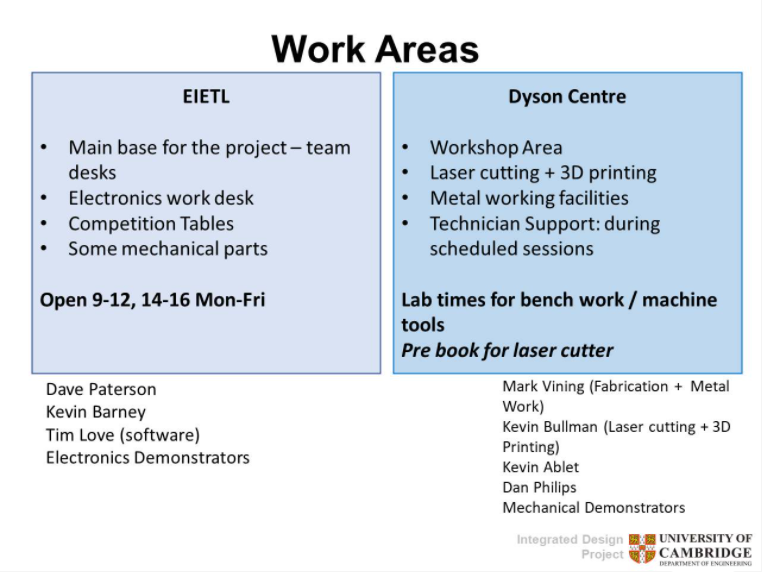 Work Areas
EIETL
• Main base for the project – team
desks
• Electronics work desk
• Competition Tables
• Some mechanical parts
Open 9-12, 14-16 Mon-Fri
Dyson Centre
• Workshop Area
• Laser cutting + 3D printing
• Metal working facilities
• Technician Support: during
scheduled sessions
Lab times for bench work / machine
tools
Pre book for laser cutter
Dave Paterson
Kevin Barney
Tim Love (software)
Electronics Demonstrators
Mark Vining (Fabrication + Metal
Work)
Kevin Bullman (Laser cutting + 3D
Printing)
Kevin Ablet
Dan Philips
Mechanical Demonstrators
Integrated Design
Project
UNIVERSITY OF
CAMBRIDGE
DEPARTMENT OF ENGINEERING